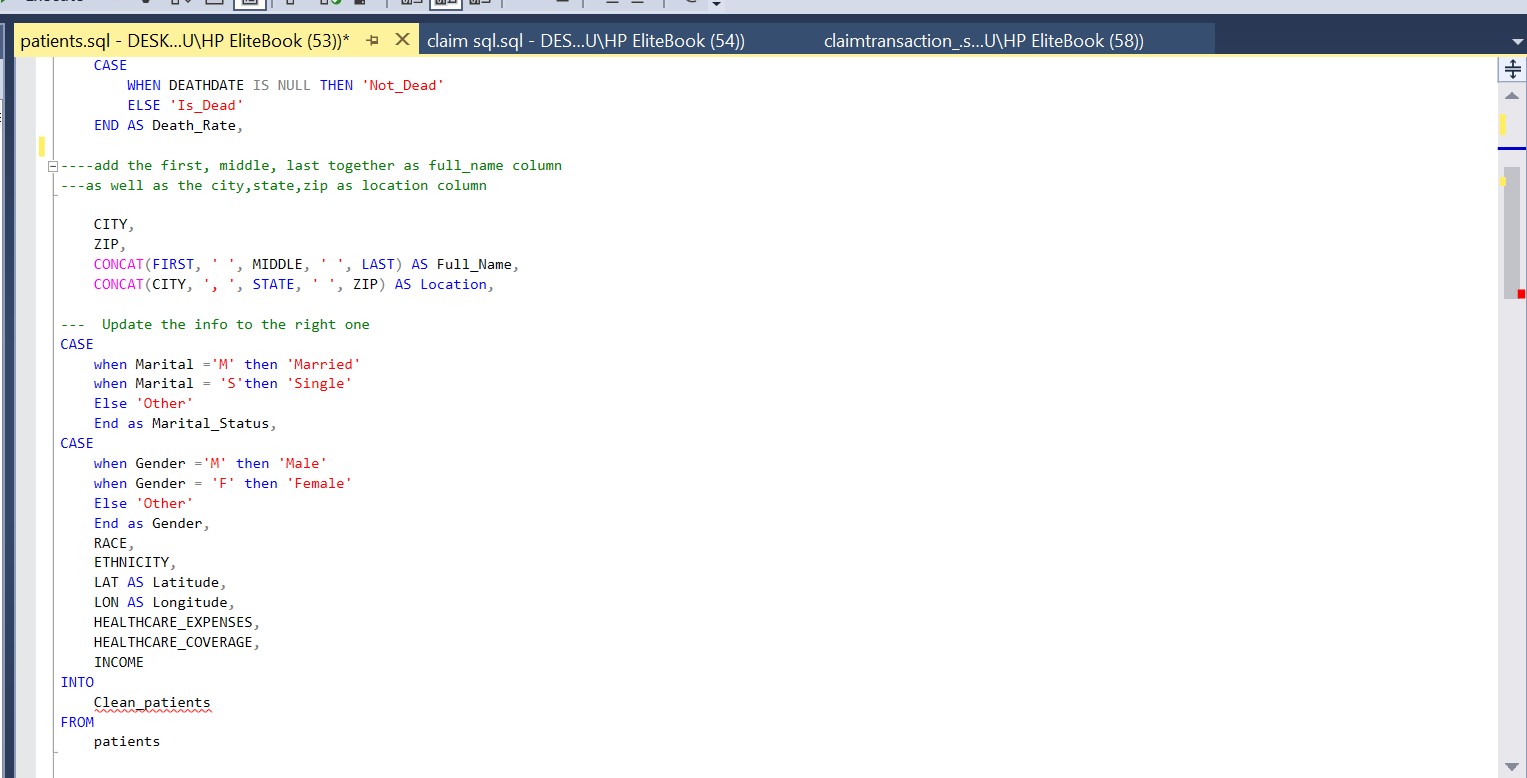 patients.sql - DESK...U\HP EliteBook (53))*
claim sql.sql - DES...U\HP EliteBook (54))
claimtransaction_.s...U\HP EliteBook (58))
CASE
WHEN DEATHDATE IS NULL THEN 'Not_Dead'
ELSE 'Is_Dead'
END AS Death_Rate,
----add the first, middle, last together as full_name column
---as well as the city,state,zip as location column
CITY,
ZIP,
CONCAT(FIRST, ' ', MIDDLE, ' ', LAST) AS Full_Name,
CONCAT(CITY, ', ', STATE, ' ', ZIP) AS Location,
---  Update the info to the right one
CASE
when Marital ='M' then 'Married'
when Marital = 'S'then 'Single'
Else 'Other'
End as Marital_Status,
CASE
when Gender ='M' then 'Male'
when Gender = 'F' then 'Female'
Else 'Other'
End as Gender,
RACE,
ETHNICITY,
LAT AS Latitude,
LON AS Longitude,
HEALTHCARE_EXPENSES,
HEALTHCARE_COVERAGE,
INCOME
INTO
Clean_patients
FROM
patients